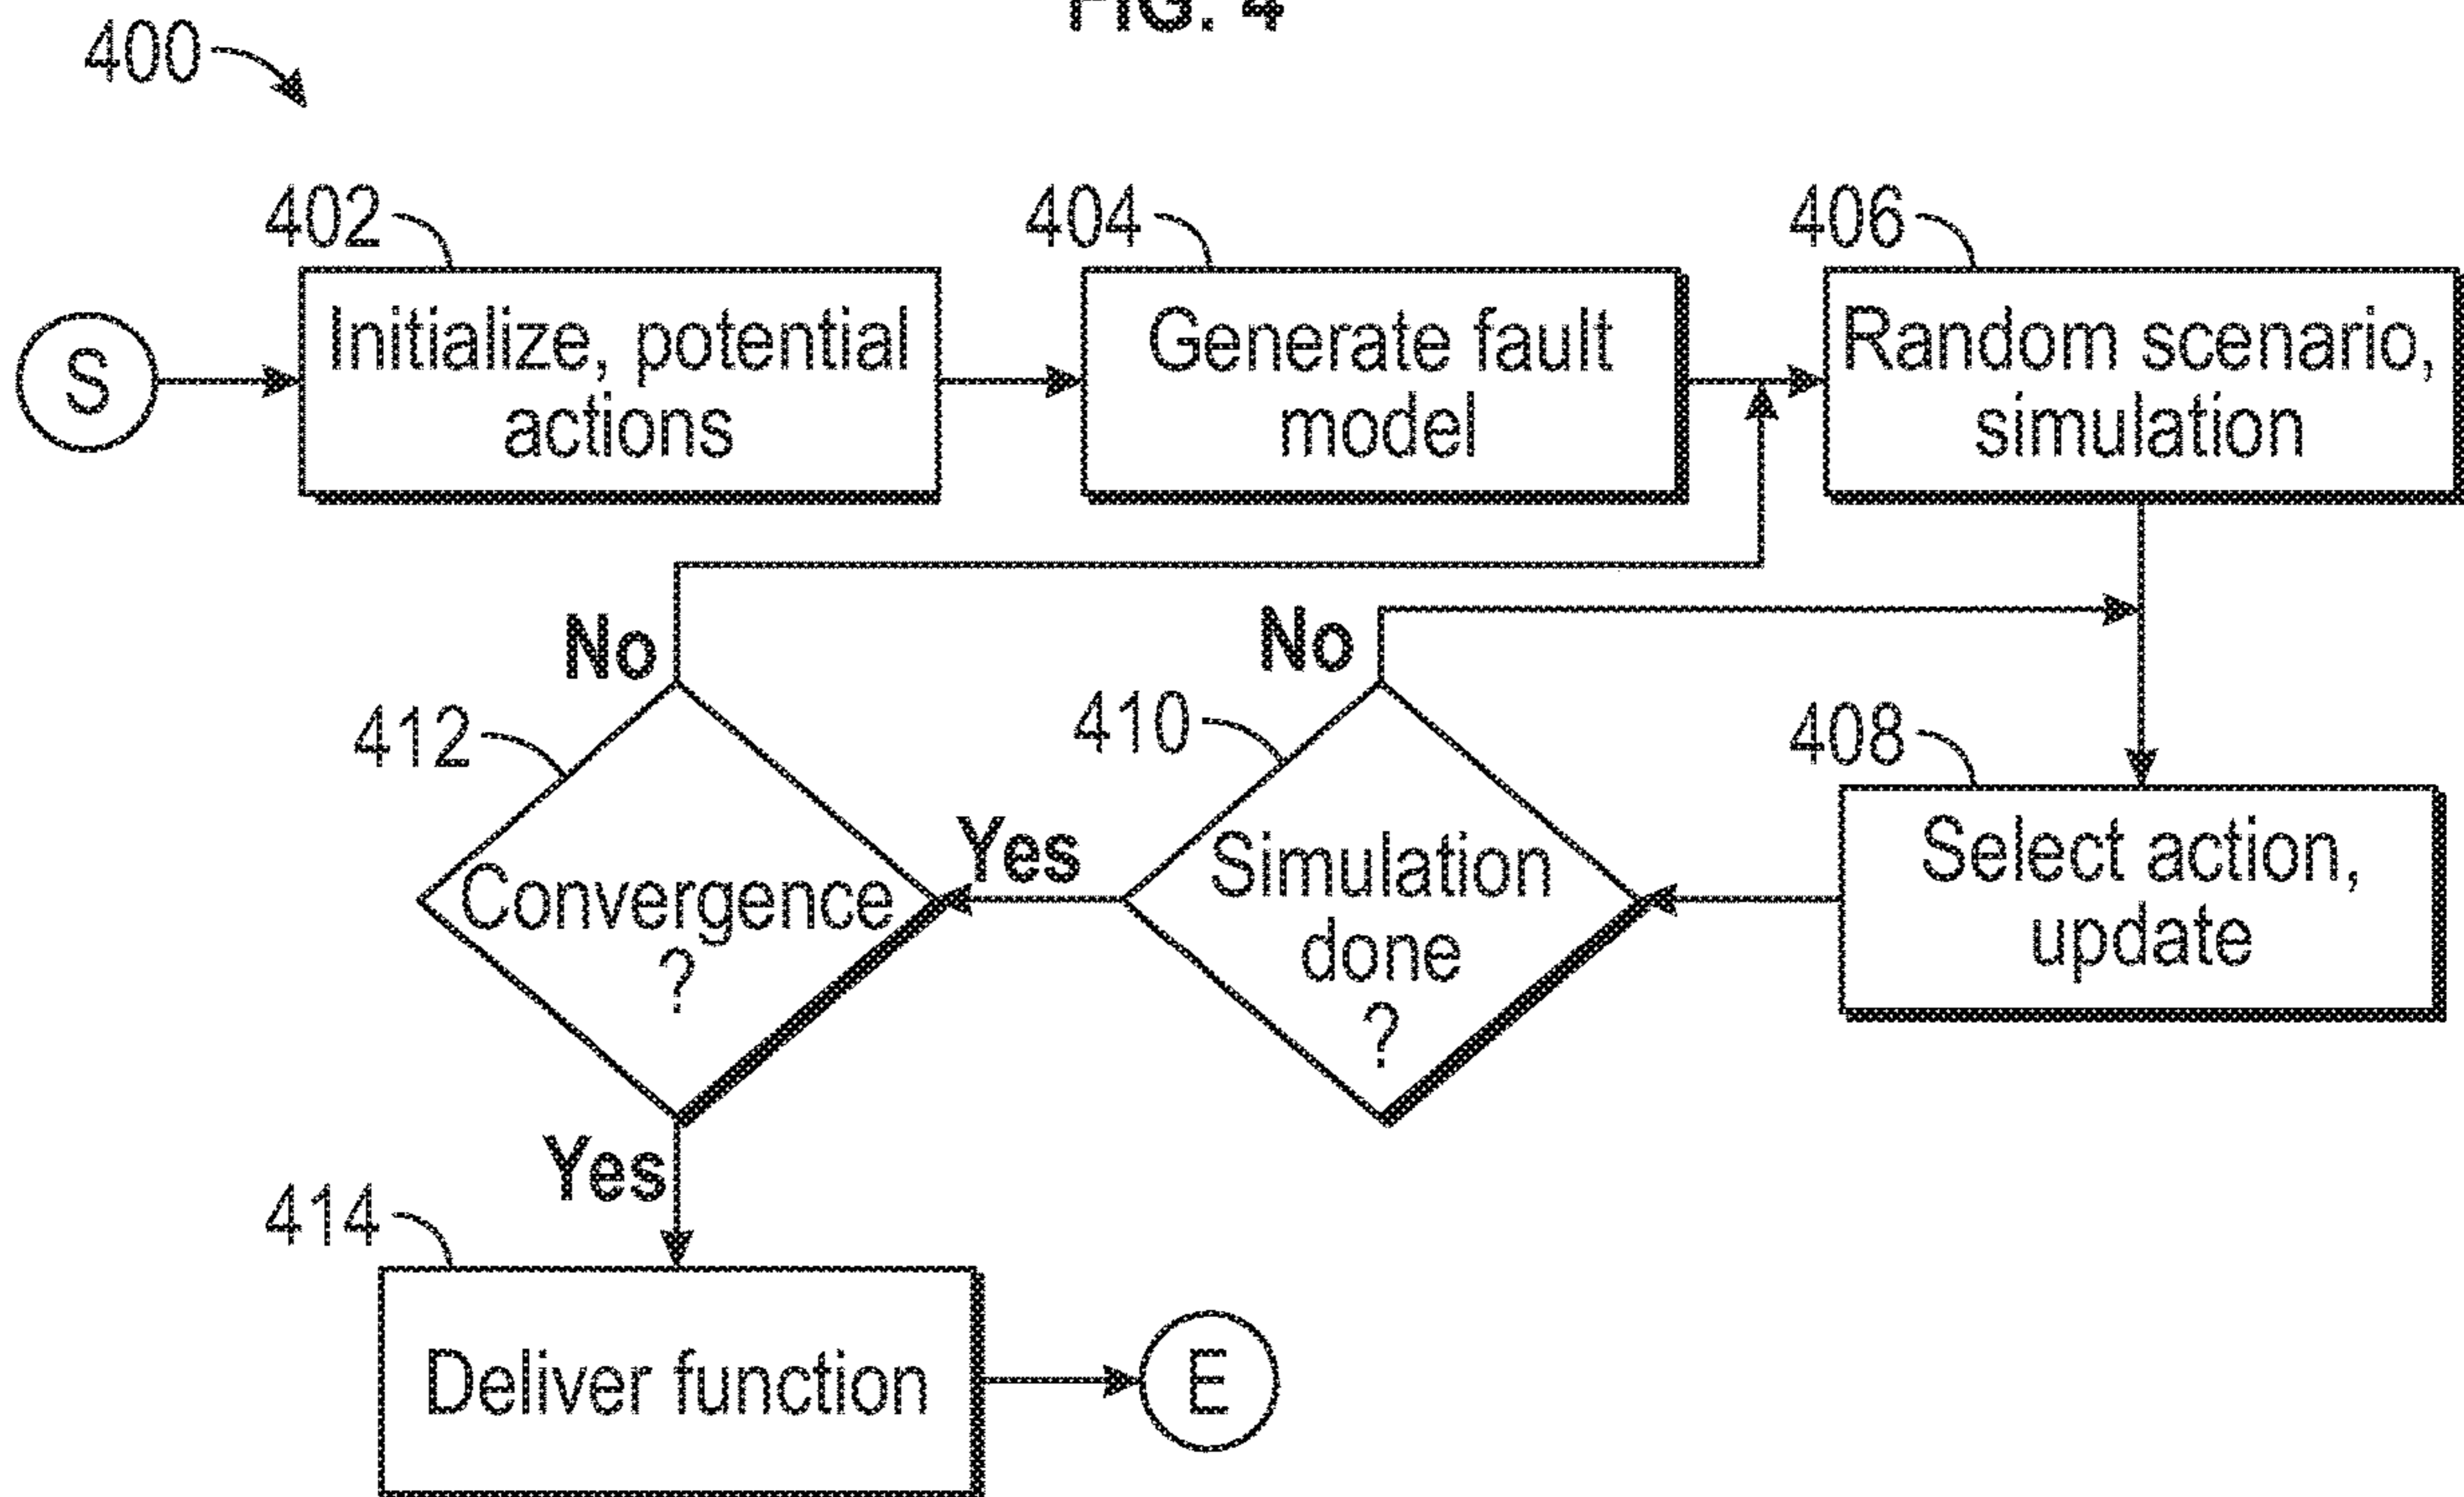 FIG. 4
400
402
404
406
S
Initialize, potential
actions
Generate fault
model
Random scenario,
simulation
No
No
412
410
408
Convergence
?
Yes
Simulation
done
?
Select action,
update
Yes
414
Deliver function
E